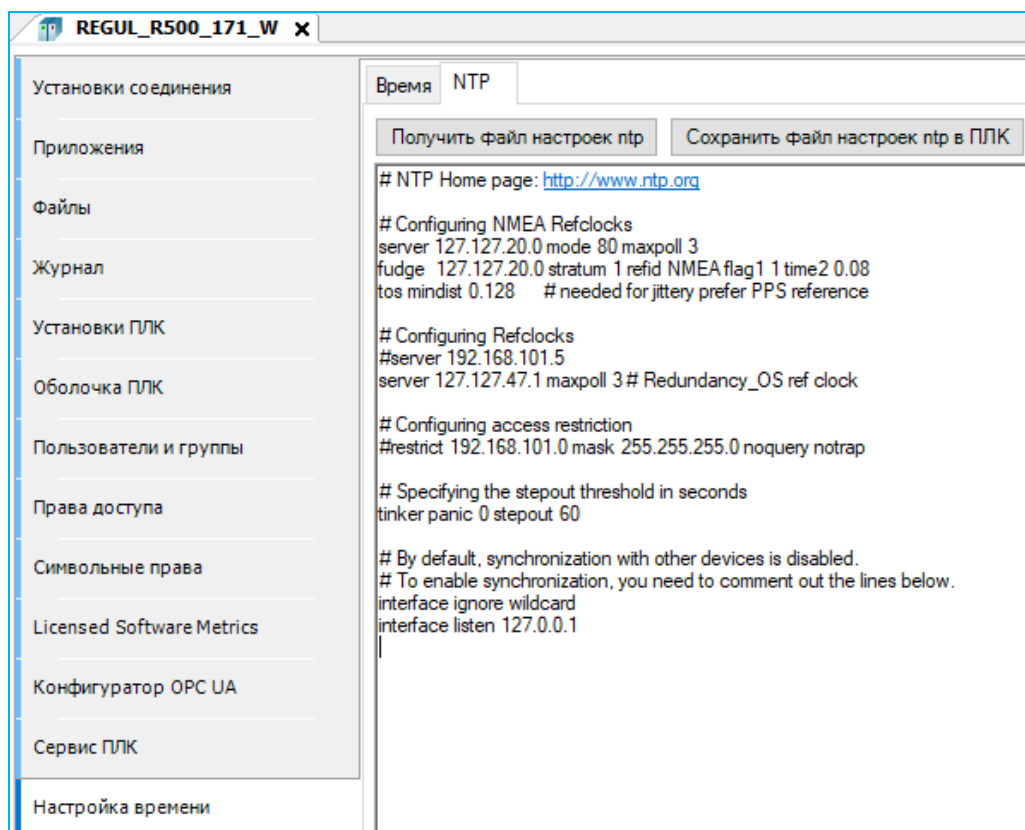 REGUL_R500_171_W
Установки соединения
Приложения
Файлы
Журнал
Установки ПЛК
Оболочка ПЛК
Пользователи и группы
Права доступа
Символьные права
Licensed Software Metrics
Конфигуратор OPC UA
Сервис ПЛК
Настройка времени
Время NTP
Получить файл настроек ntp Сохранить файл настроек ntp в ПЛК
# NTP Home page: http://www.ntp.org
# Configuring NMEA Refclocks
server 127.127.20.0 mode 80 maxpoll 3
fudge  127.127.20.0 stratum 1 refid NMEA flag1 1 time2 0.08
tos mindist 0.128     # needed for jittery prefer PPS reference
# Configuring Refclocks
#server 192.168.101.5
server 127.127.47.1 maxpoll 3 # Redundancy_OS ref clock
# Configuring access restriction
#restrict 192.168.101.0 mask 255.255.255.0 noquery notrap
# Specifying the stepout threshold in seconds
tinker panic 0 stepout 60
# By default, synchronization with other devices is disabled.
# To enable synchronization, you need to comment out the lines below.
interface ignore wildcard
interface listen 127.0.0.1